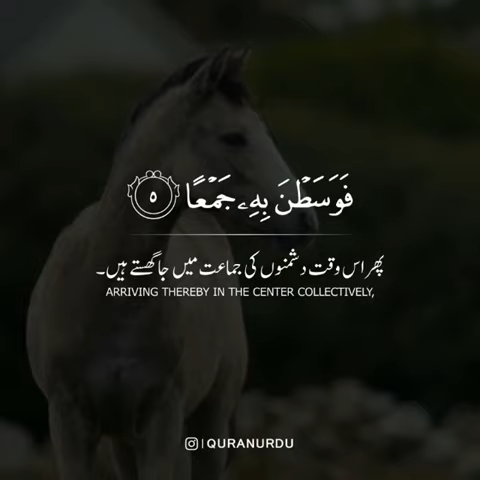 فَوَسَطْنَ بِهِۦ جَمْعًا ٥
پھر اس وقت دشمنوں کی جماعت میں جا گھستے ہیں۔
ARRIVING THEREBY IN THE CENTER COLLECTIVELY,
| QURANURDU